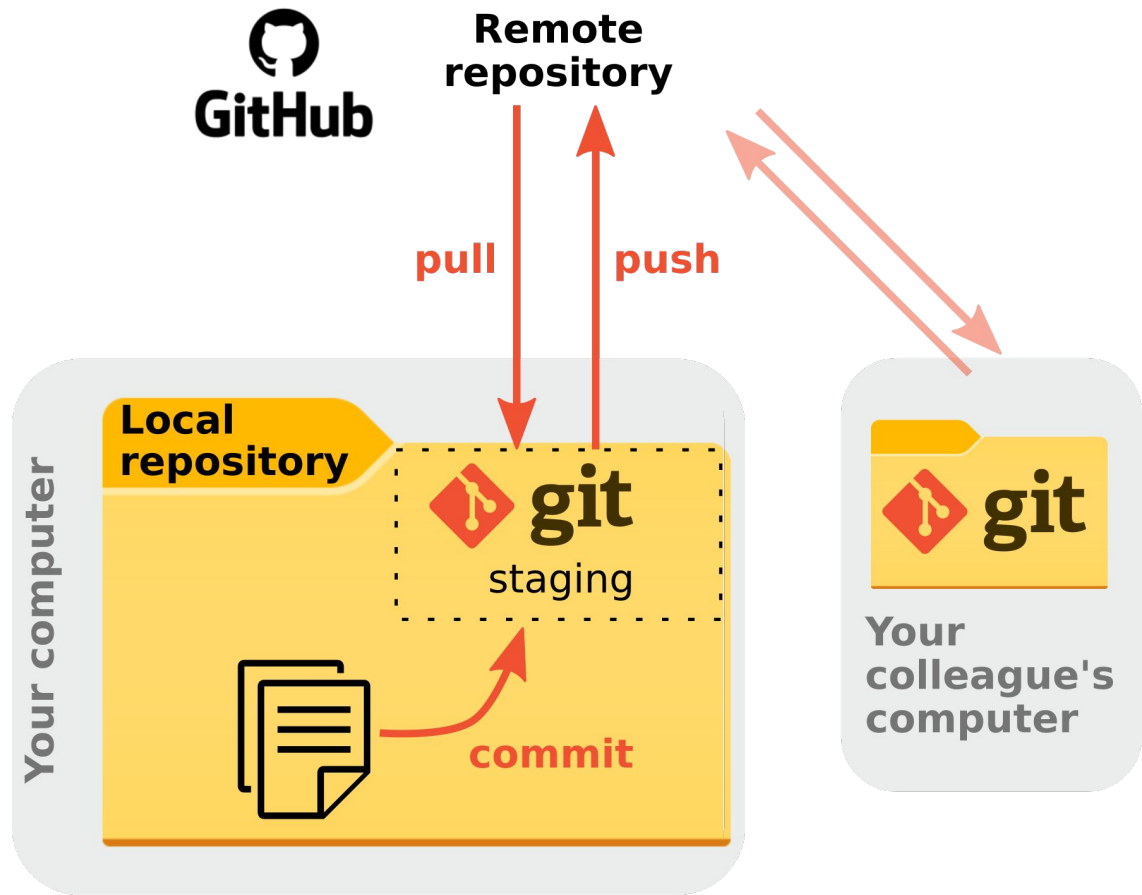 GitHub
Remote
repository
pull
push
Local
repository
git
staging
commit
Your computer
git
Your
colleague's
computer